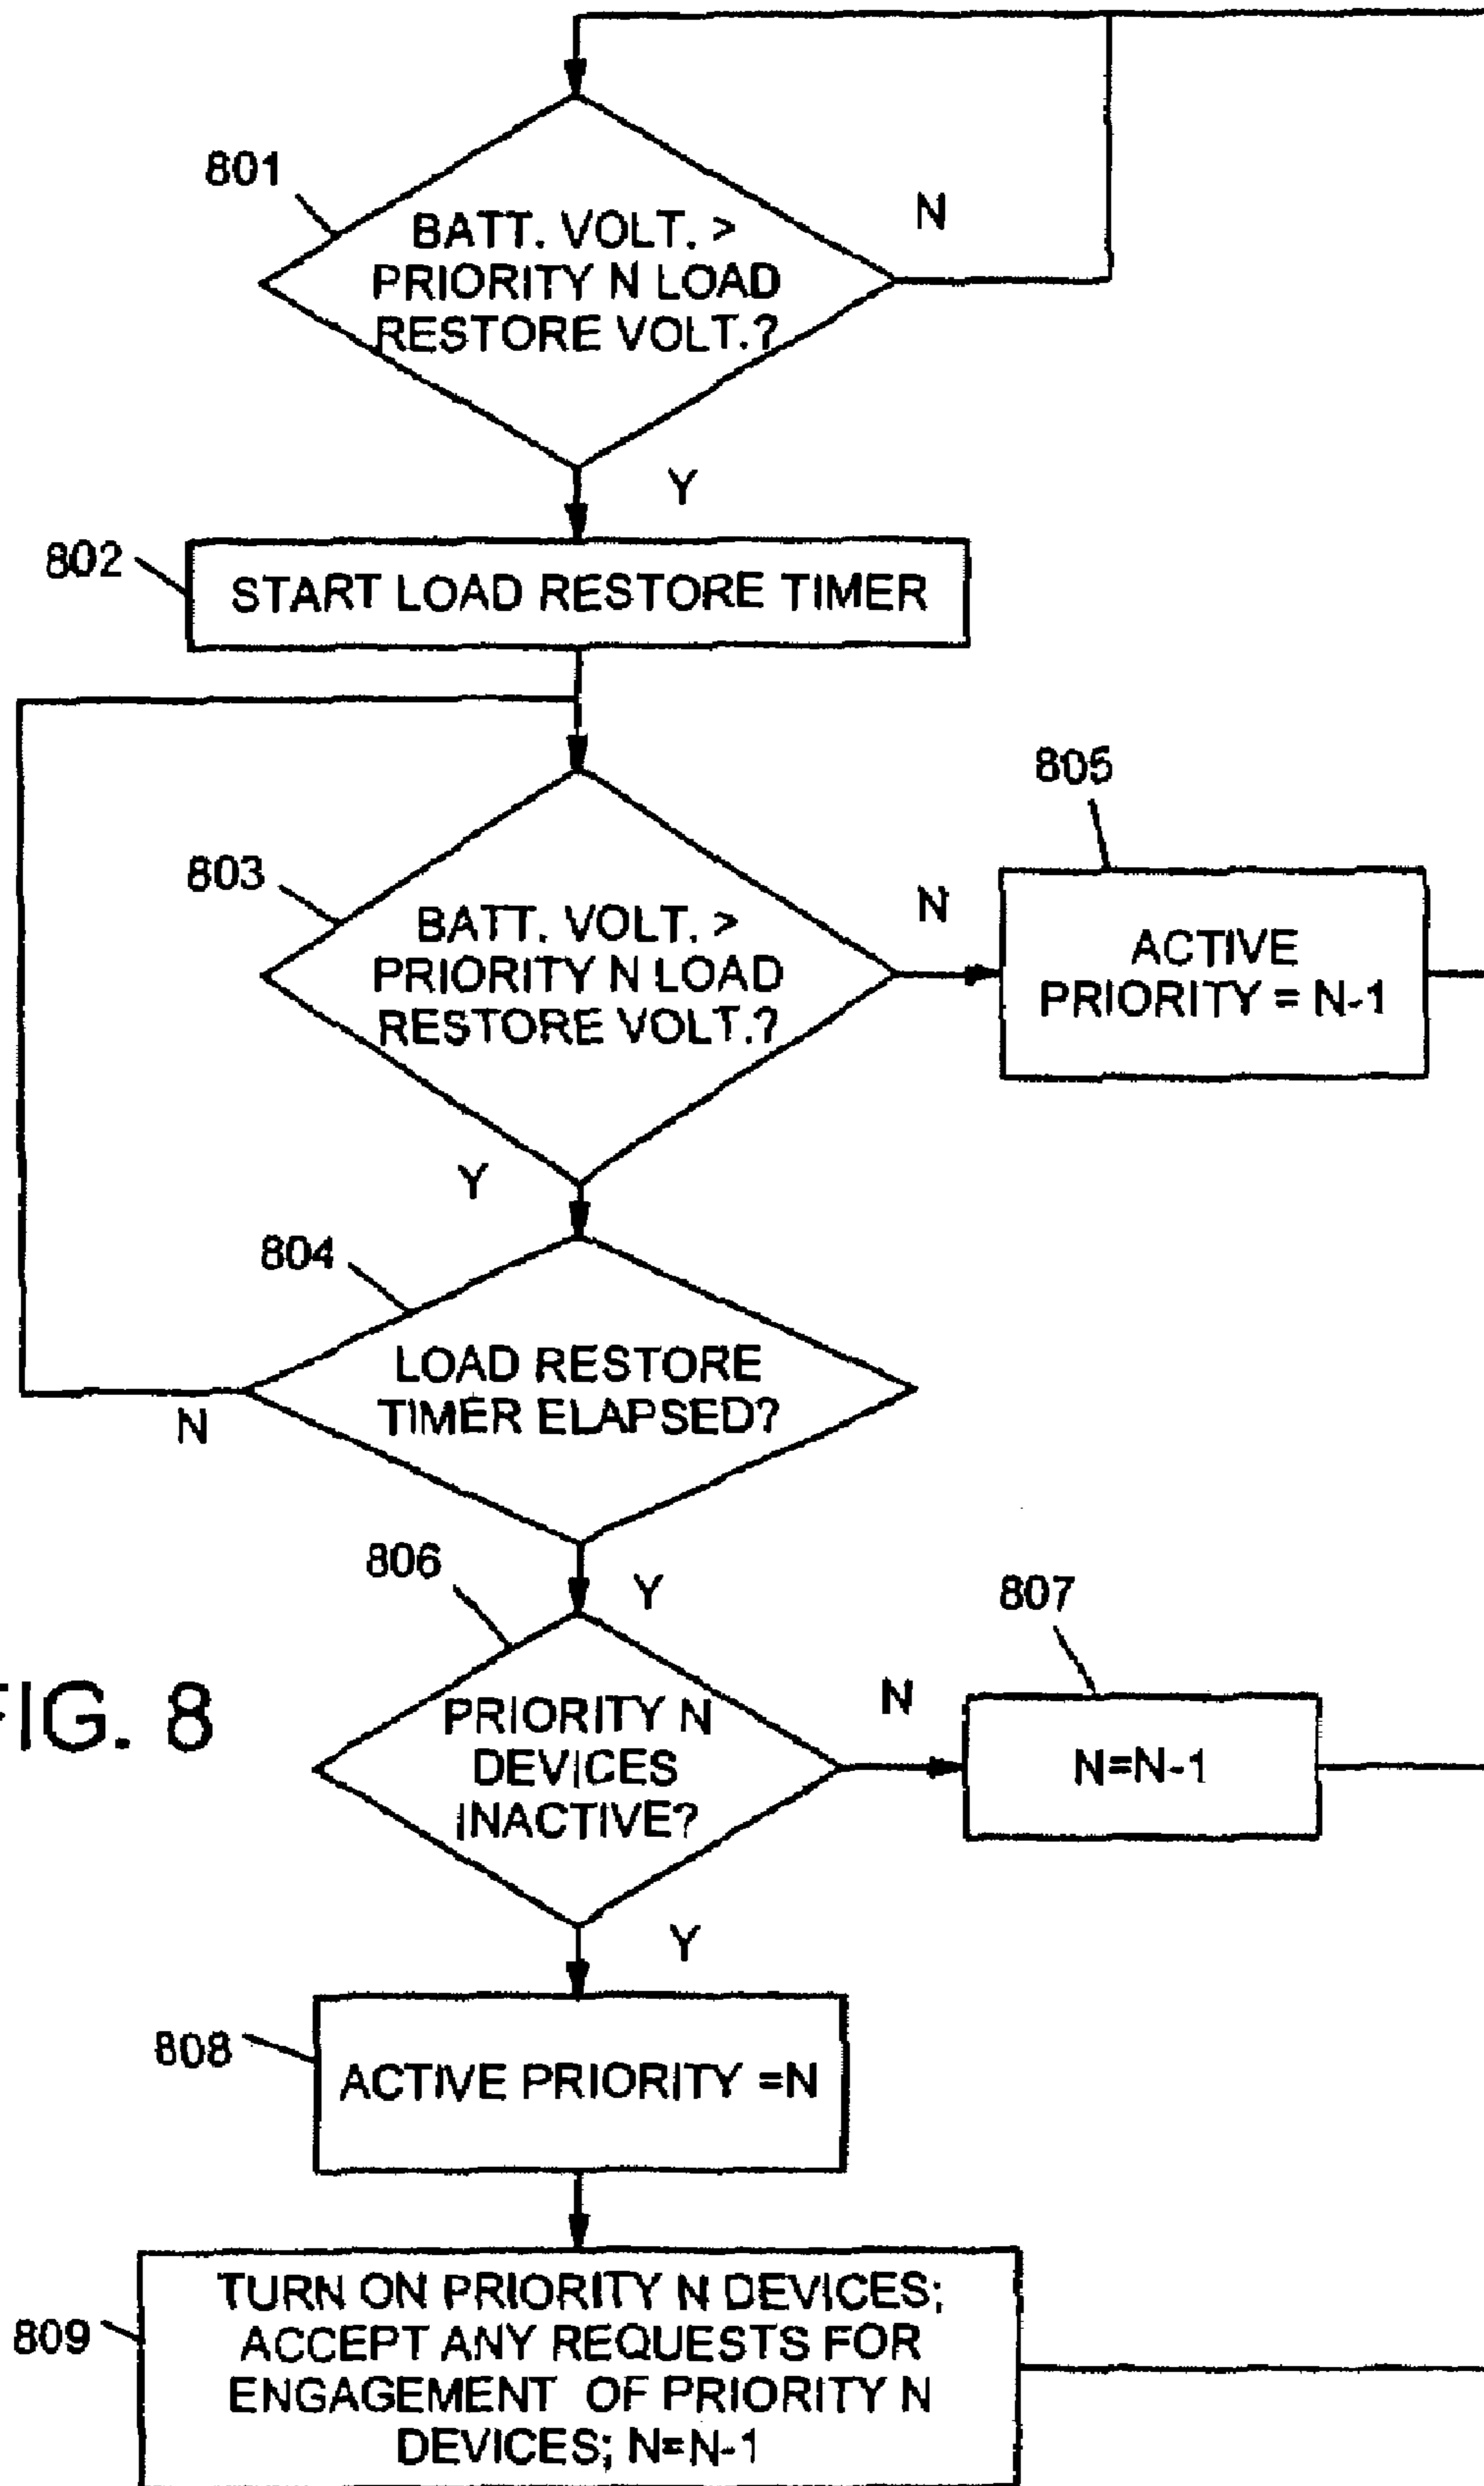 801
BATT. VOLT. >
PRIORITY N LOAD
RESTORE VOLT.?
N
Y
802
START LOAD RESTORE TIMER
803
BATT. VOLT. >
PRIORITY N LOAD
RESTORE VOLT.?
N
805
ACTIVE
PRIORITY = N-1
Y
804
LOAD RESTORE
TIMER ELAPSED?
N
Y
806
PRIORITY N
DEVICES
INACTIVE?
N
807
N=N-1
FIG. 8
Y
808
ACTIVE PRIORITY =N
809
TURN ON PRIORITY N DEVICES;
ACCEPT ANY REQUESTS FOR
ENGAGEMENT OF PRIORITY N
DEVICES; N=N-1